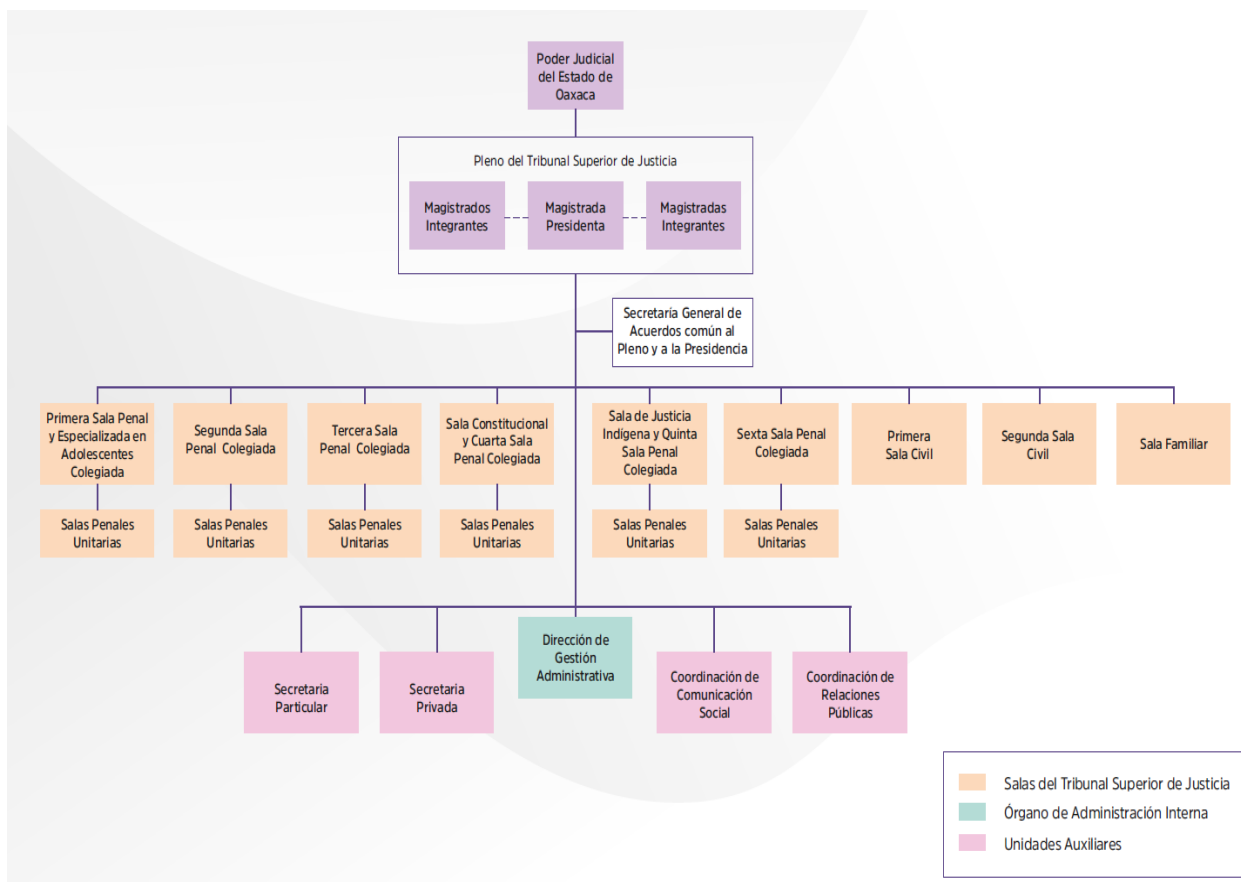 Poder Judicial
del Estado de
Oaxaca
Pleno del Tribunal Superior de Justicia
Magistrados
Integrantes
Magistrada
Presidenta
Magistradas
Integrantes
Secretaría General de
Acuerdos común al
Pleno y a la Presidencia
Primera Sala Penal
y Especializada en
Adolescentes
Colegiada
Segunda Sala
Penal Colegiada
Tercera Sala
Penal Colegiada
Sala Constitucional
y Cuarta Sala
Penal Colegiada
Sala de Justicia
Indígena y Quinta
Sala Penal
Colegiada
Sexta Sala Penal
Colegiada
Primera
Sala Civil
Segunda Sala
Civil
Sala Familiar
Salas Penales
Unitarias
Salas Penales
Unitarias
Salas Penales
Unitarias
Salas Penales
Unitarias
Salas Penales
Unitarias
Salas Penales
Unitarias
Secretaria
Particular
Secretaria
Privada
Dirección de
Gestión
Administrativa
Coordinación de
Comunicación
Social
Coordinación de
Relaciones
Públicas
Salas del Tribunal Superior de Justicia
Órgano de Administración Interna
Unidades Auxiliares